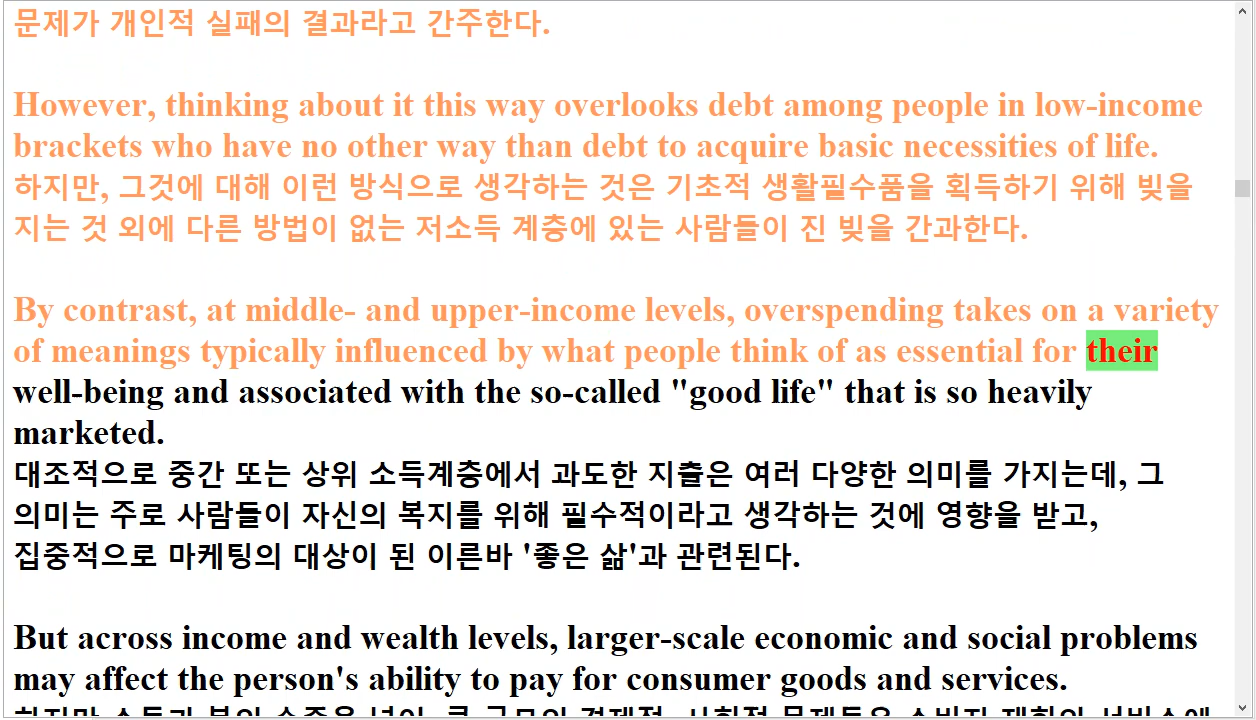 문제가 개인적 실패의 결과라고 간주한다.
However, thinking about it this way overlooks debt among people in low-income
brackets who have no other way than debt to acquire basic necessities of life.
하지만, 그것에 대해 이런 방식으로 생각하는 것은 기초적 생활필수품을 획득하기 위해 빚을
지는 것 외에 다른 방법이 없는 저소득 계층에 있는 사람들이 진 빚을 간과한다.
By contrast, at middle- and upper-income levels, overspending takes on a variety
of meanings typically influenced by what people think of as essential for their
well-being and associated with the so-called "good life" that is so heavily
marketed.
대조적으로 중간 또는 상위 소득계층에서 과도한 지출은 여러 다양한 의미를 가지는데, 그
의미는 주로 사람들이 자신의 복지를 위해 필수적이라고 생각하는 것에 영향을 받고,
집중적으로 마케팅의 대상이 된 이른바 '좋은 삶'과 관련된다.
But across income and wealth levels, larger-scale economic and social problems
may affect the person's ability to pay for consumer goods and services.